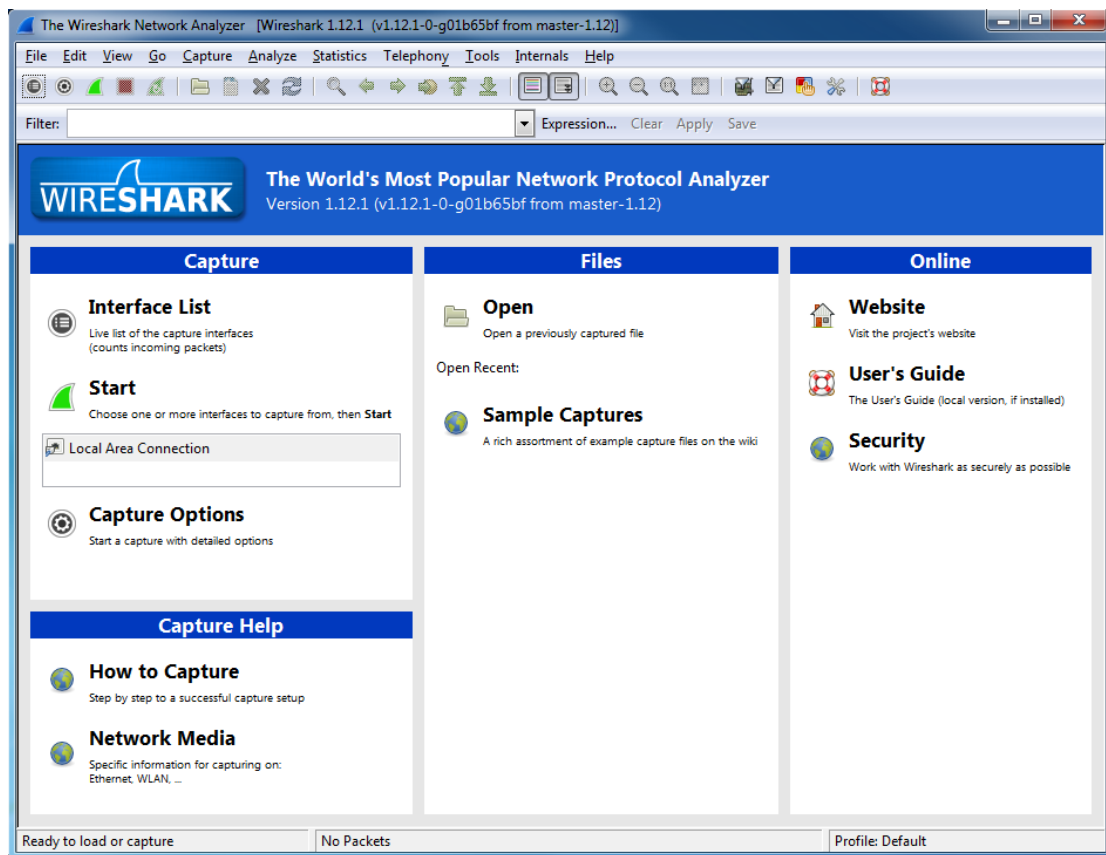 The Wireshark Network Analyzer [Wireshark 1.12.1 (v1.12.1-0-g01b65bf from master-1.12)]
File Edit View Go Capture Analyze Statistics Telephony Tools Internals Help
Filter: Expression... Clear Apply Save
WIRESHARK
The World's Most Popular Network Protocol Analyzer
Version 1.12.1 (v1.12.1-0-g01b65bf from master-1.12)
Capture
Interface List
Live list of the capture interfaces
(counts incoming packets)
Start
Choose one or more interfaces to capture from, then Start
Local Area Connection
Capture Options
Start a capture with detailed options
Capture Help
How to Capture
Step by step to a successful capture setup
Network Media
Specific information for capturing on:
Ethernet, WLAN, ...
Files
Open
Open a previously captured file
Open Recent:
Sample Captures
A rich assortment of example capture files on the wiki
Online
Website
Visit the project's website
User's Guide
The User's Guide (local version, if installed)
Security
Work with Wireshark as securely as possible
Ready to load or capture
No Packets
Profile: Default